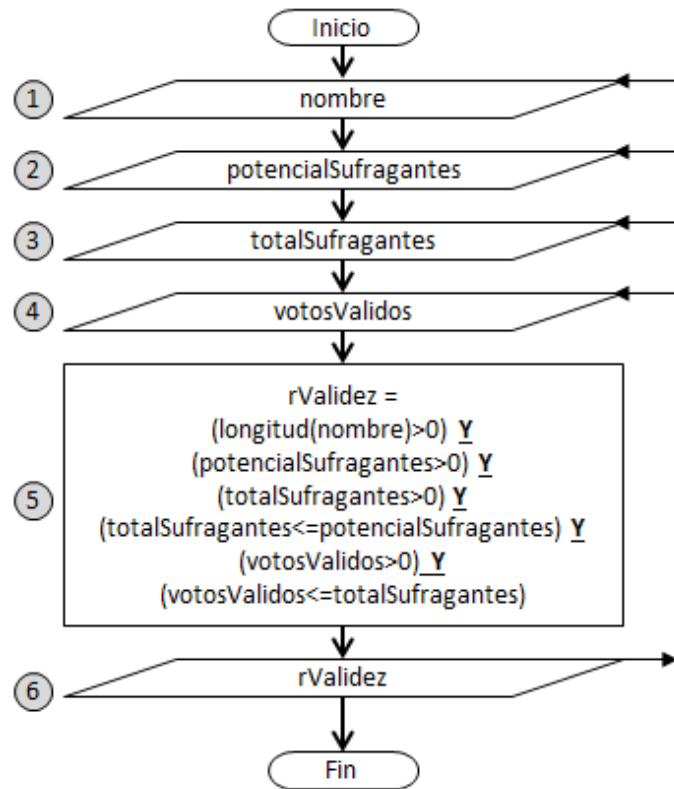 Inicio
1
nombre
2
potencialSufragantes
3
totalSufragantes
4
votosValidos
5
rValidez =
(longitud(nombre)>0) Y
(potencialSufragantes>0) Y
(totalSufragantes>0) Y
(totalSufragantes<=potencialSufragantes) Y
(votosValidos>0) Y
(votosValidos<=totalSufragantes)
6
rValidez
Fin